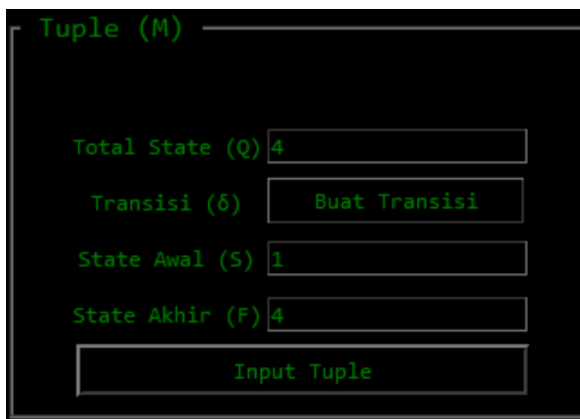 Tuple (M)
Total State (Q) 4
Transisi (δ) Buat Transisi
State Awal (S) 1
State Akhir (F) 4
Input Tuple